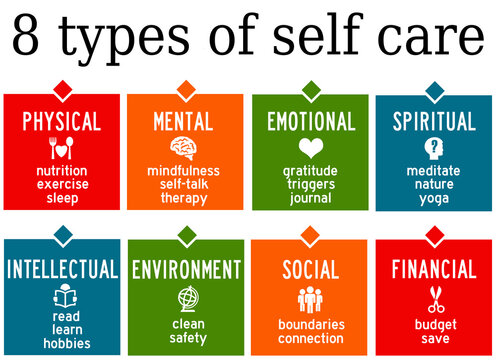 8 types of self care
PHYSICAL
nutrition
exercise
sleep
MENTAL
mindfulness
self-talk
therapy
EMOTIONAL
gratitude
triggers
journal
SPIRITUAL
?
meditate
nature
yoga
INTELLECTUAL
read
learn
hobbies
ENVIRONMENT
clean
safety
SOCIAL
boundaries
connection
FINANCIAL
budget
save